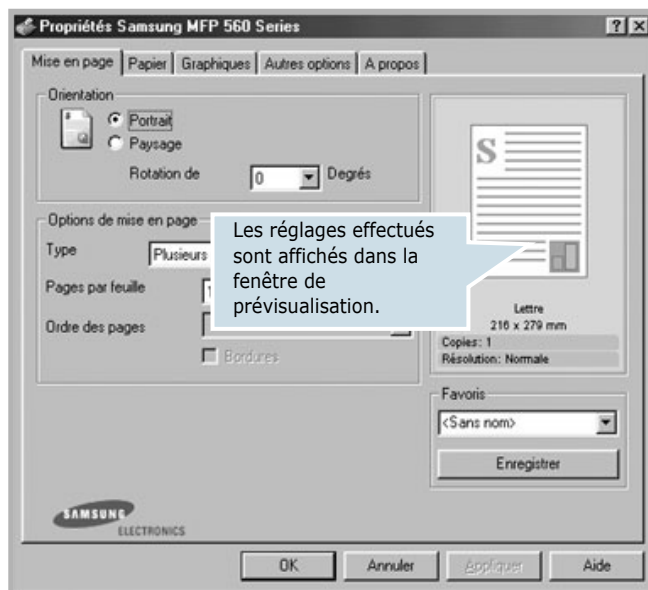 Propriétés Samsung MFP 560 Series
Mise en page Papier Graphiques Autres options A propos
Orientation
Portrait
Paysage
Rotation de 0 Degrés
Options de mise en page
Type Plusieurs
Pages par feuille
Ordre des pages
Bordures
Les réglages effectués
sont affichés dans la
fenêtre de
prévisualisation.
S
Lettre
216 x 279 mm
Copies: 1
Résolution: Normale
Favoris
<Sans nom>
Enregistrer
SAMSUNG
ELECTRONICS
OK Annuler Appliquer Aide